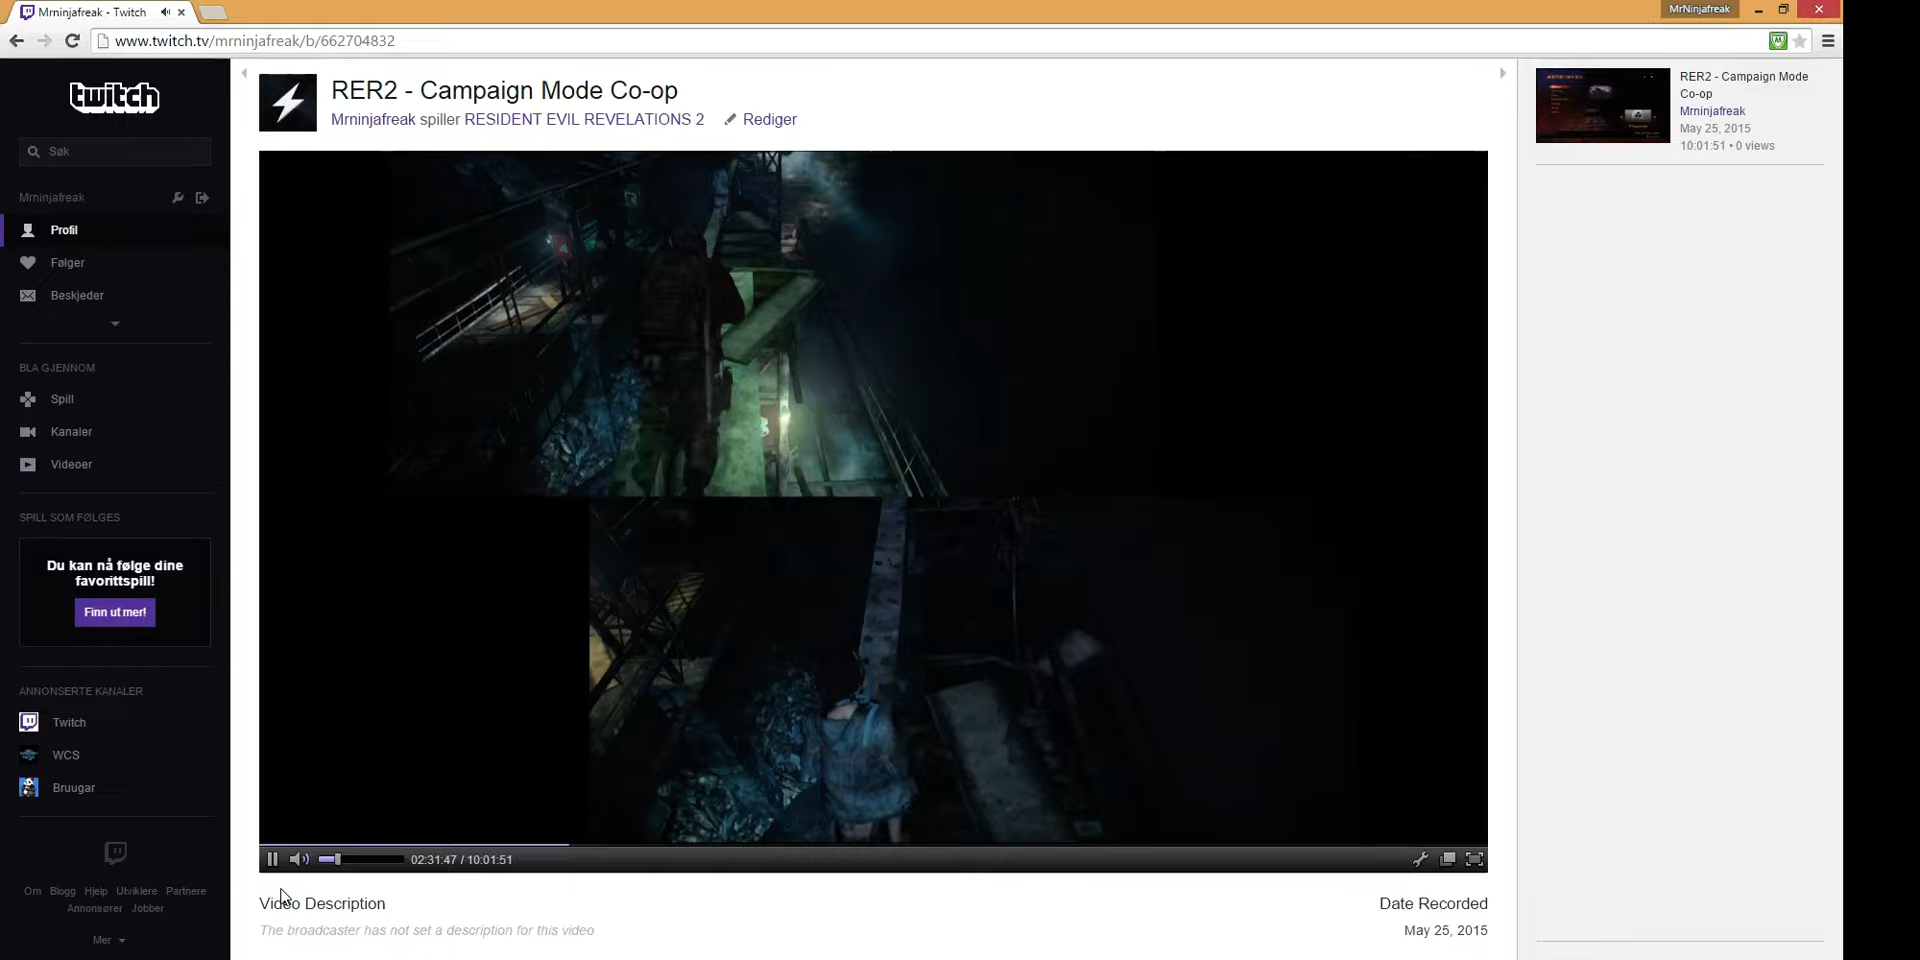 Mrninjafreak - Twitch
MrNinjafreak
www.twitch.tv/mrninjafreak/b/662704832
twitch
Søk
Mrninjafreak
Profil
Følger
Beskjeder
BLA GJENNOM
Spill
Kanaler
Videoer
SPILL SOM FØLGES
Du kan nå følge dine
favorittspill!
Finn ut mer!
ANNONSERTE KANALER
Twitch
WCS
Bruugar
Om Blogg Hjelp Utviklere Partnere
Annonsører Jobber
Mer
RER2 - Campaign Mode Co-op
Mrninjafreak spiller RESIDENT EVIL REVELATIONS 2 Rediger
02:31:47 / 10:01:51
Video Description
The broadcaster has not set a description for this video
Date Recorded
May 25, 2015
RER2 - Campaign Mode
Co-op
Mrninjafreak
May 25, 2015
10:01:51 • 0 views